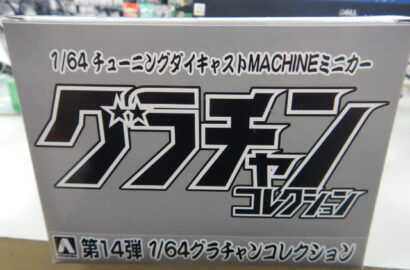 1/64 チューニングダイキャストMACHINEミニカー
グラチャン
コレクション
第14弾 1/64グラチャンコレクション